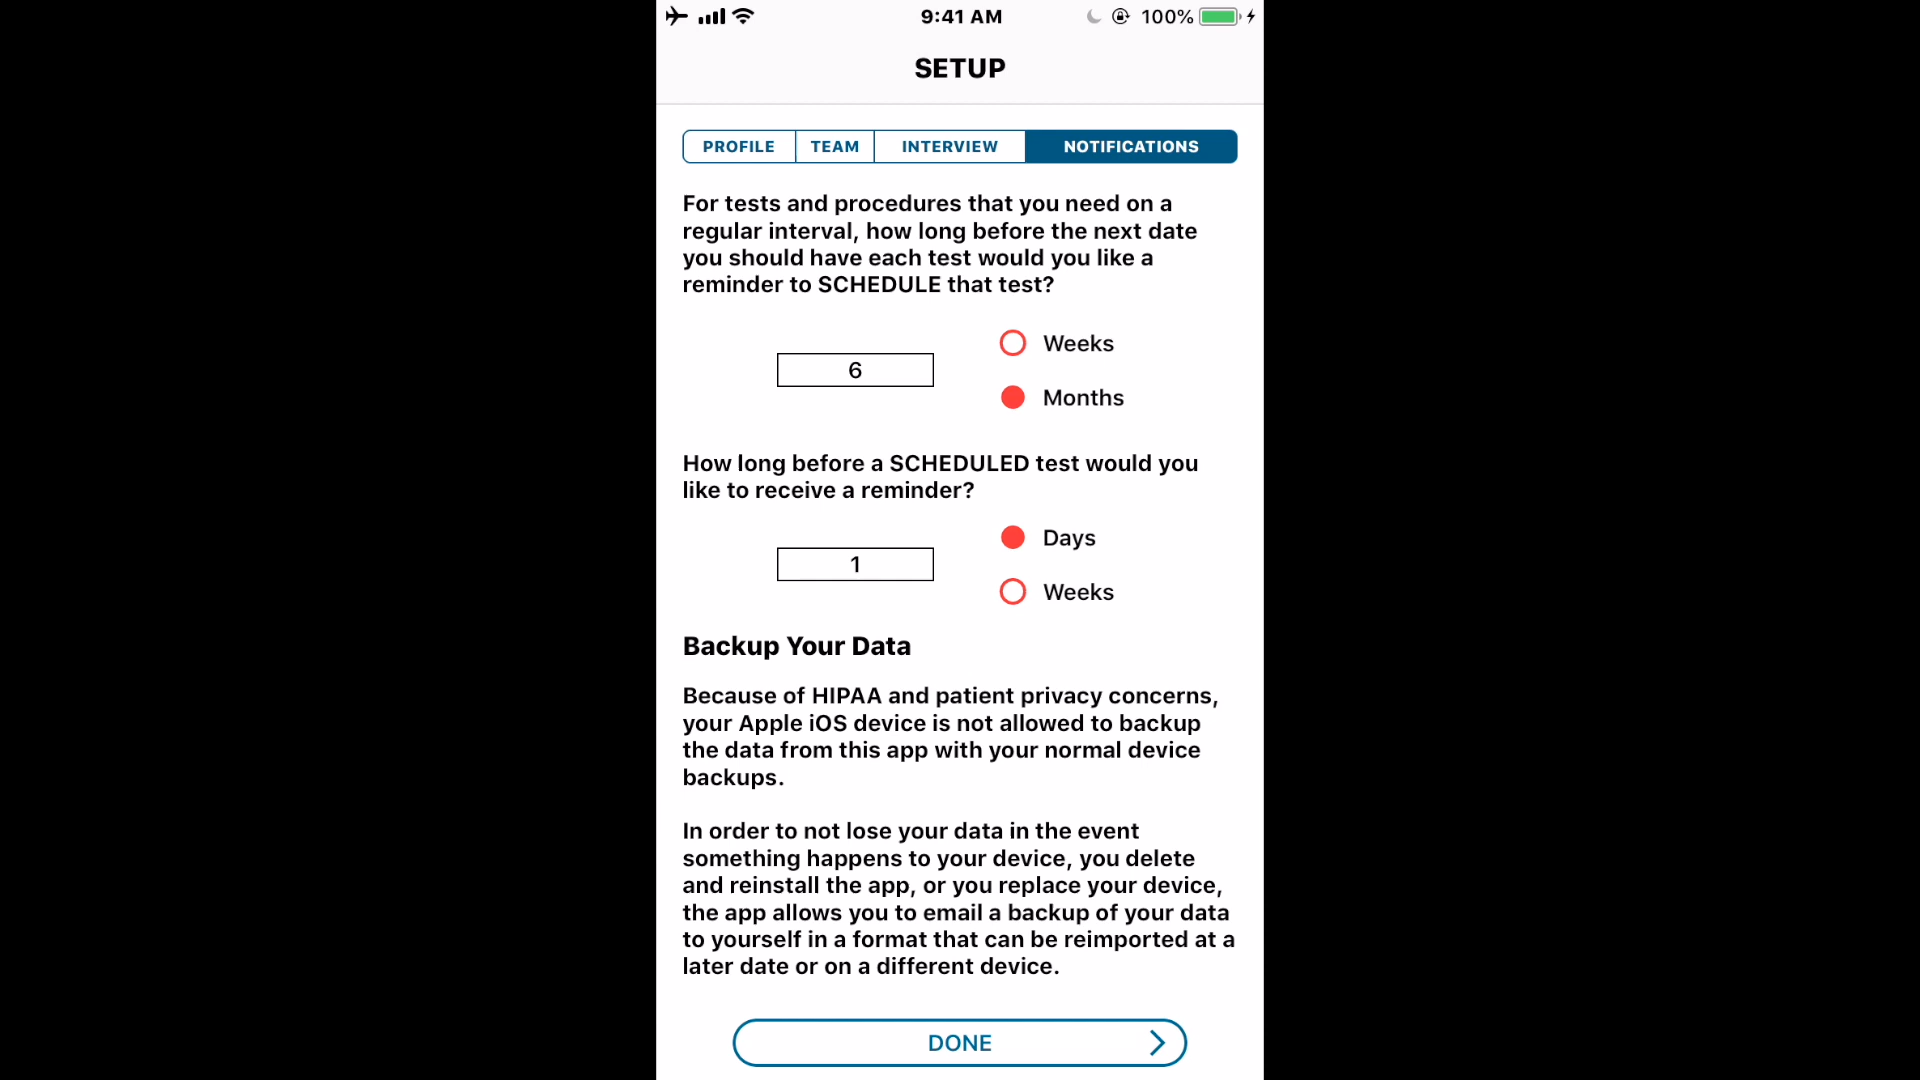 9:41 AM
100%
SETUP
PROFILE
TEAM
INTERVIEW
NOTIFICATIONS
For tests and procedures that you need on a
regular interval, how long before the next date
you should have each test would you like a
reminder to SCHEDULE that test?
Weeks
6
Months
How long before a SCHEDULED test would you
like to receive a reminder?
Days
1
Weeks
Backup Your Data
Because of HIPAA and patient privacy concerns,
your Apple iOS device is not allowed to backup
the data from this app with your normal device
backups.
In order to not lose your data in the event
something happens to your device, you delete
and reinstall the app, or you replace your device,
the app allows you to email a backup of your data
to yourself in a format that can be reimported at a
later date or on a different device.
DONE